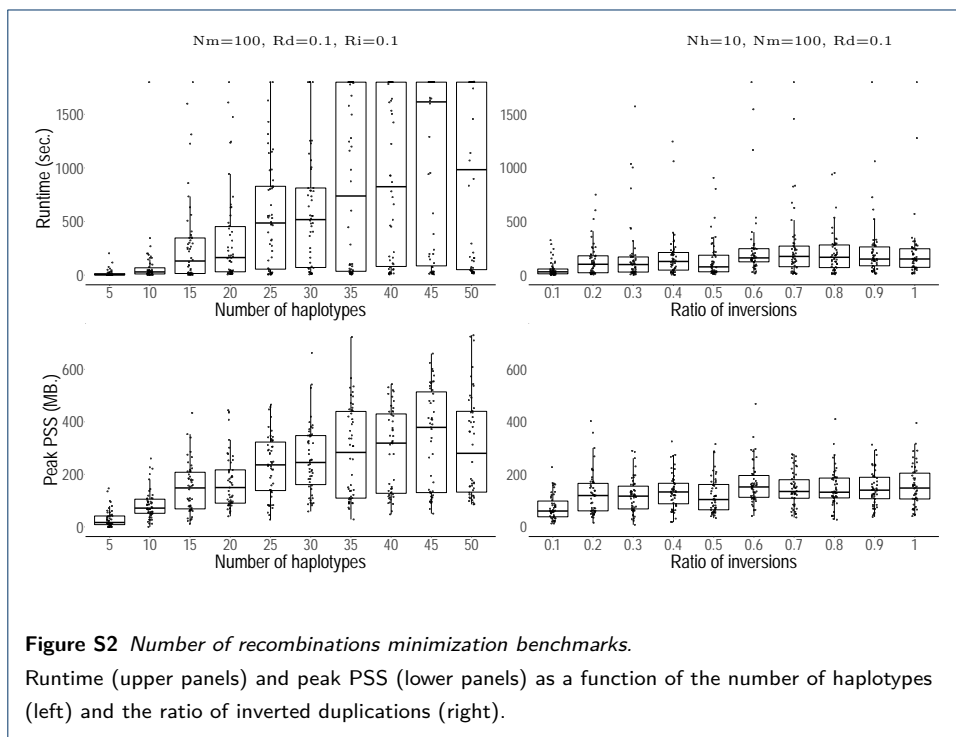 Nm=100, Rd=0.1, Ri=0.1
Nh=10, Nm=100, Rd=0.1
Runtime (sec.)
1500
1000
500
0
5 10 15 20 25 30 35 40 45 50
Number of haplotypes
1500
1000
500
0
0.1 0.2 0.3 0.4 0.5 0.6 0.7 0.8 0.9 1
Ratio of inversions
Peak PSS (MB.)
600
400
200
0
5 10 15 20 25 30 35 40 45 50
Number of haplotypes
600
400
200
0
0.1 0.2 0.3 0.4 0.5 0.6 0.7 0.8 0.9 1
Ratio of inversions
Figure S2 Number of recombinations minimization benchmarks.
Runtime (upper panels) and peak PSS (lower panels) as a function of the number of haplotypes
(left) and the ratio of inverted duplications (right).